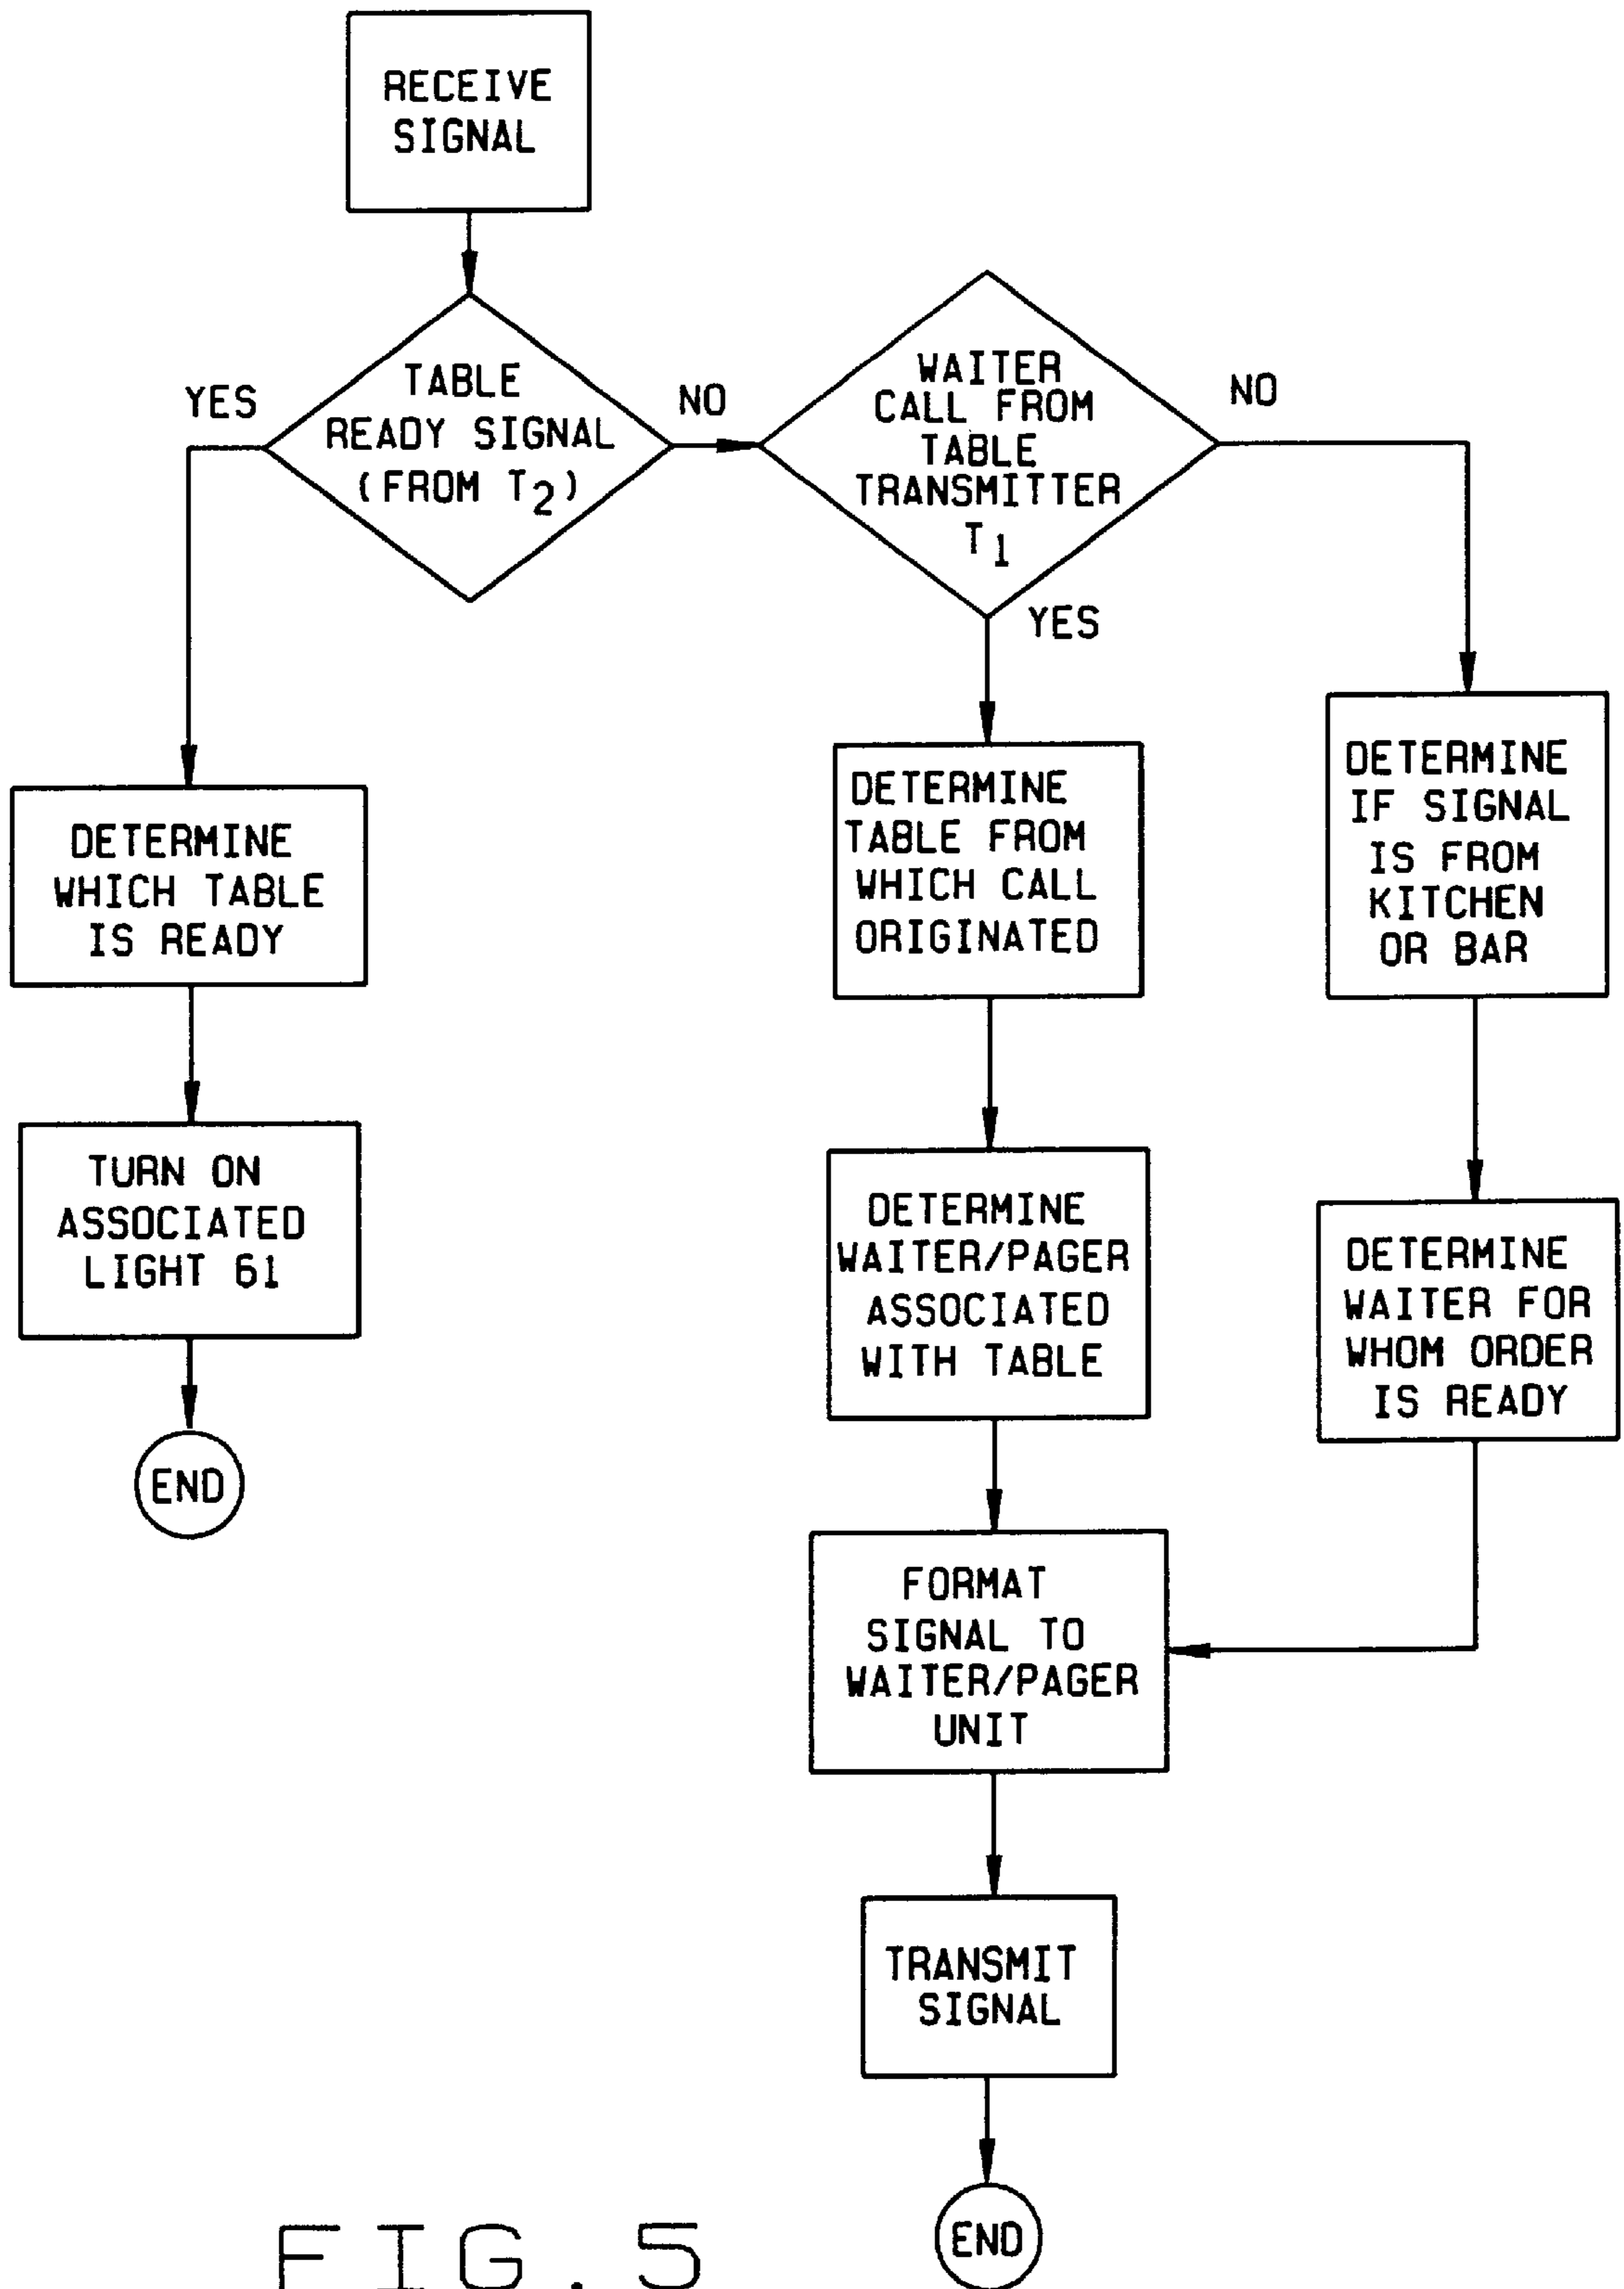 RECEIVE
SIGNAL
TABLE
READY SIGNAL
(FROM T2)
YES
NO
WAITER
CALL FROM
TABLE
TRANSMITTER
T1
NO
YES
DETERMINE
WHICH TABLE
IS READY
TURN ON
ASSOCIATED
LIGHT 61
END
DETERMINE
TABLE FROM
WHICH CALL
ORIGINATED
DETERMINE
WAITER/PAGER
ASSOCIATED
WITH TABLE
DETERMINE
IF SIGNAL
IS FROM
KITCHEN
OR BAR
DETERMINE
WAITER FOR
WHOM ORDER
IS READY
FORMAT
SIGNAL TO
WAITER/PAGER
UNIT
TRANSMIT
SIGNAL
END
FIG. 5